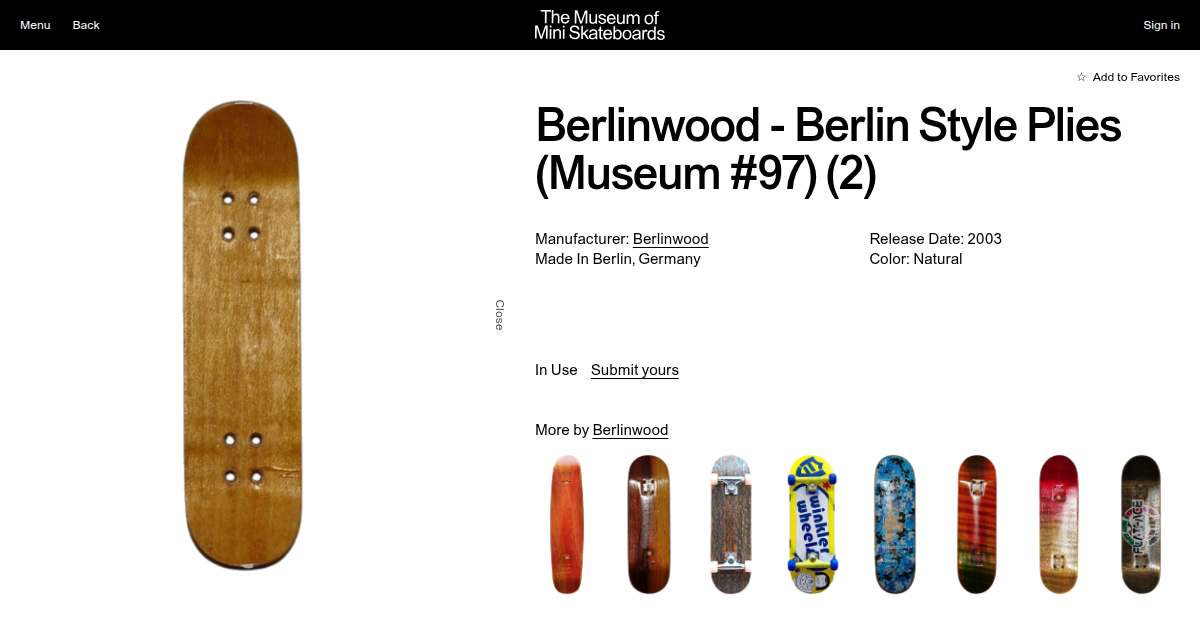 Menu
Back
The Museum of
Mini Skateboards
Sign in
☆ Add to Favorites
Berlinwood - Berlin Style Plies
(Museum #97) (2)
Manufacturer: Berlinwood
Made In Berlin, Germany
Release Date: 2003
Color: Natural
Close
In Use
Submit yours
More by Berlinwood
winkler
wheels
FLATFACE